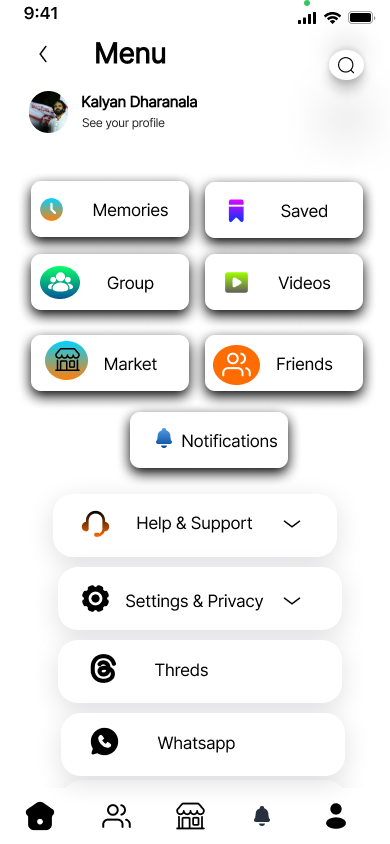 9:41
Menu
Kalyan Dharanala
See your profile
Memories
Saved
Group
Videos
Market
Friends
Notifications
Help & Support
Settings & Privacy
Threds
Whatsapp